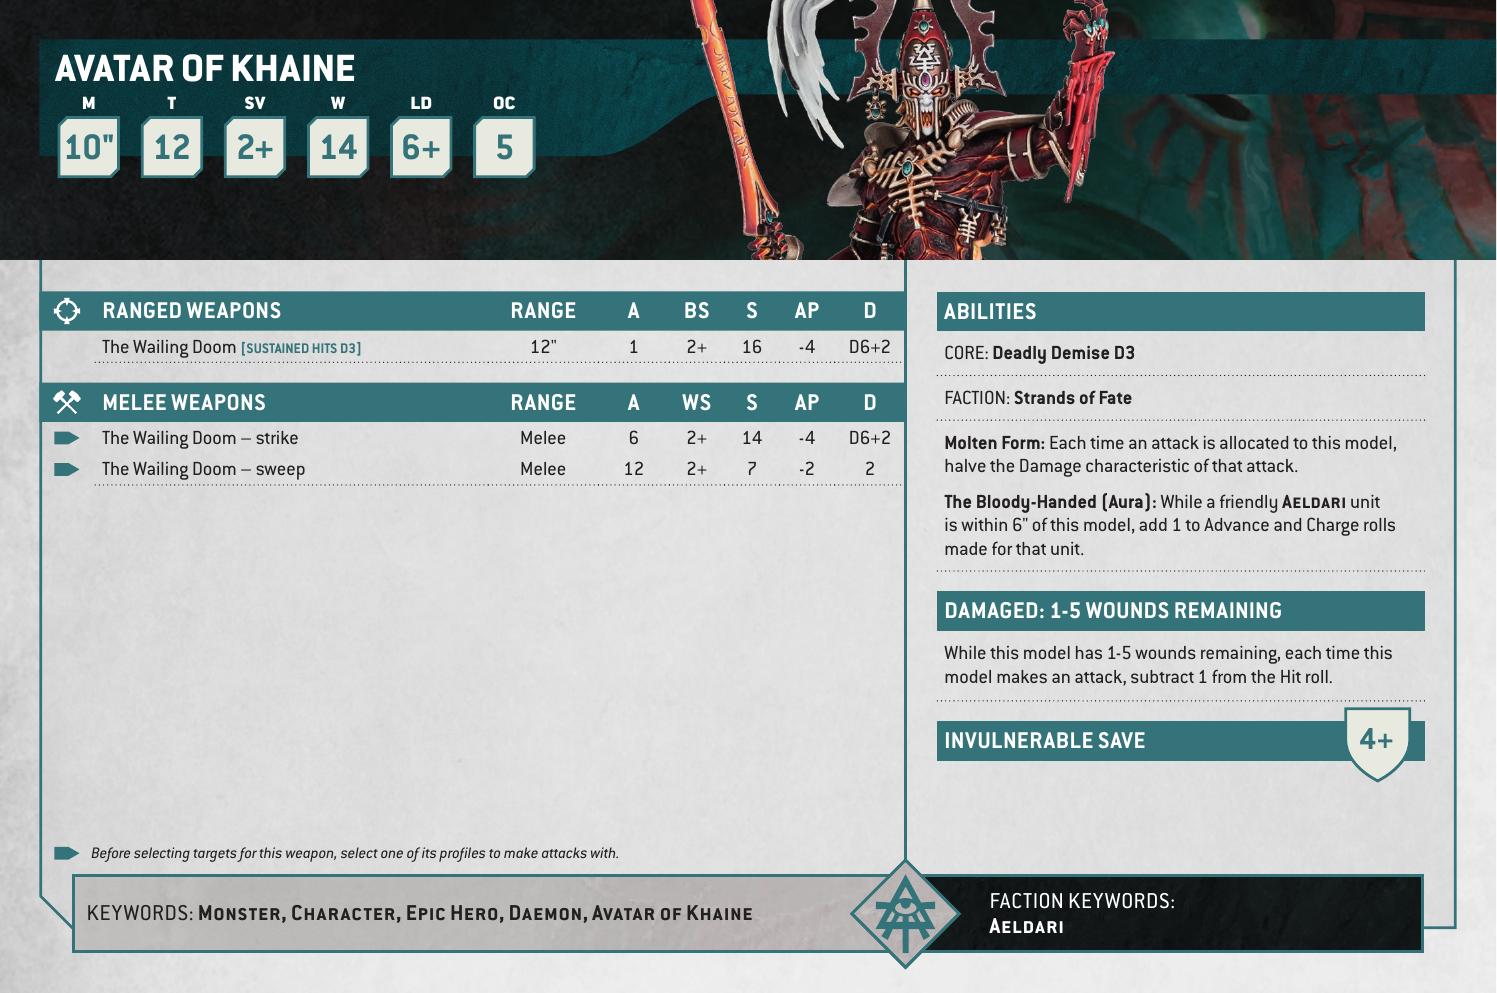 AVATAR OF KHAINE
M T SV W LD OC
10" 12 2+ 14 6+ 5
RANGED WEAPONS RANGE A BS S AP D
The Wailing Doom [SUSTAINED HITS D3] 12" 1 2+ 16 -4 D6+2
MELEE WEAPONS RANGE A WS S AP D
The Wailing Doom – strike Melee 6 2+ 14 -4 D6+2
The Wailing Doom – sweep Melee 12 2+ 7 -2 2
Before selecting targets for this weapon, select one of its profiles to make attacks with.
ABILITIES
CORE: Deadly Demise D3
FACTION: Strands of Fate
Molten Form: Each time an attack is allocated to this model,
halve the Damage characteristic of that attack.
The Bloody-Handed (Aura): While a friendly AELDARI unit
is within 6" of this model, add 1 to Advance and Charge rolls
made for that unit.
DAMAGED: 1-5 WOUNDS REMAINING
While this model has 1-5 wounds remaining, each time this
model makes an attack, subtract 1 from the Hit roll.
INVULNERABLE SAVE 4+
KEYWORDS: MONSTER, CHARACTER, EPIC HERO, DAEMON, AVATAR OF KHAINE
FACTION KEYWORDS:
AELDARI